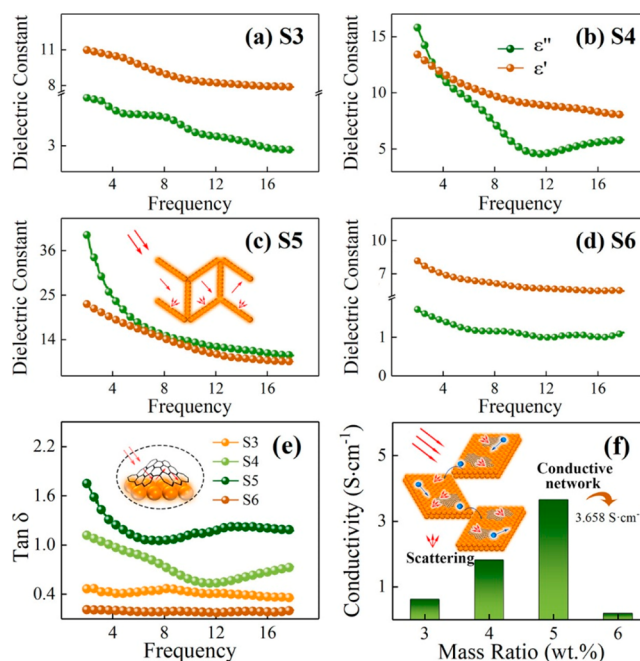 (a) S3
Dielectric Constant
11
8
3
4 8 12 16
Frequency
(b) S4
ε''
ε'
Dielectric Constant
15
10
5
4 8 12 16
Frequency
(c) S5
Dielectric Constant
36
25
14
4 8 12 16
Frequency
(d) S6
Dielectric Constant
10
7
1
0
4 8 12 16
Frequency
(e)
S3
S4
S5
S6
Tan δ
2.2
1.6
1.0
0.4
4 8 12 16
Frequency
(f)
Conductivity (S·cm⁻¹)
5
3
1
Conductive
network
3.658 S·cm⁻
Scattering
3 4 5 6
Mass Ratio (wt.%)